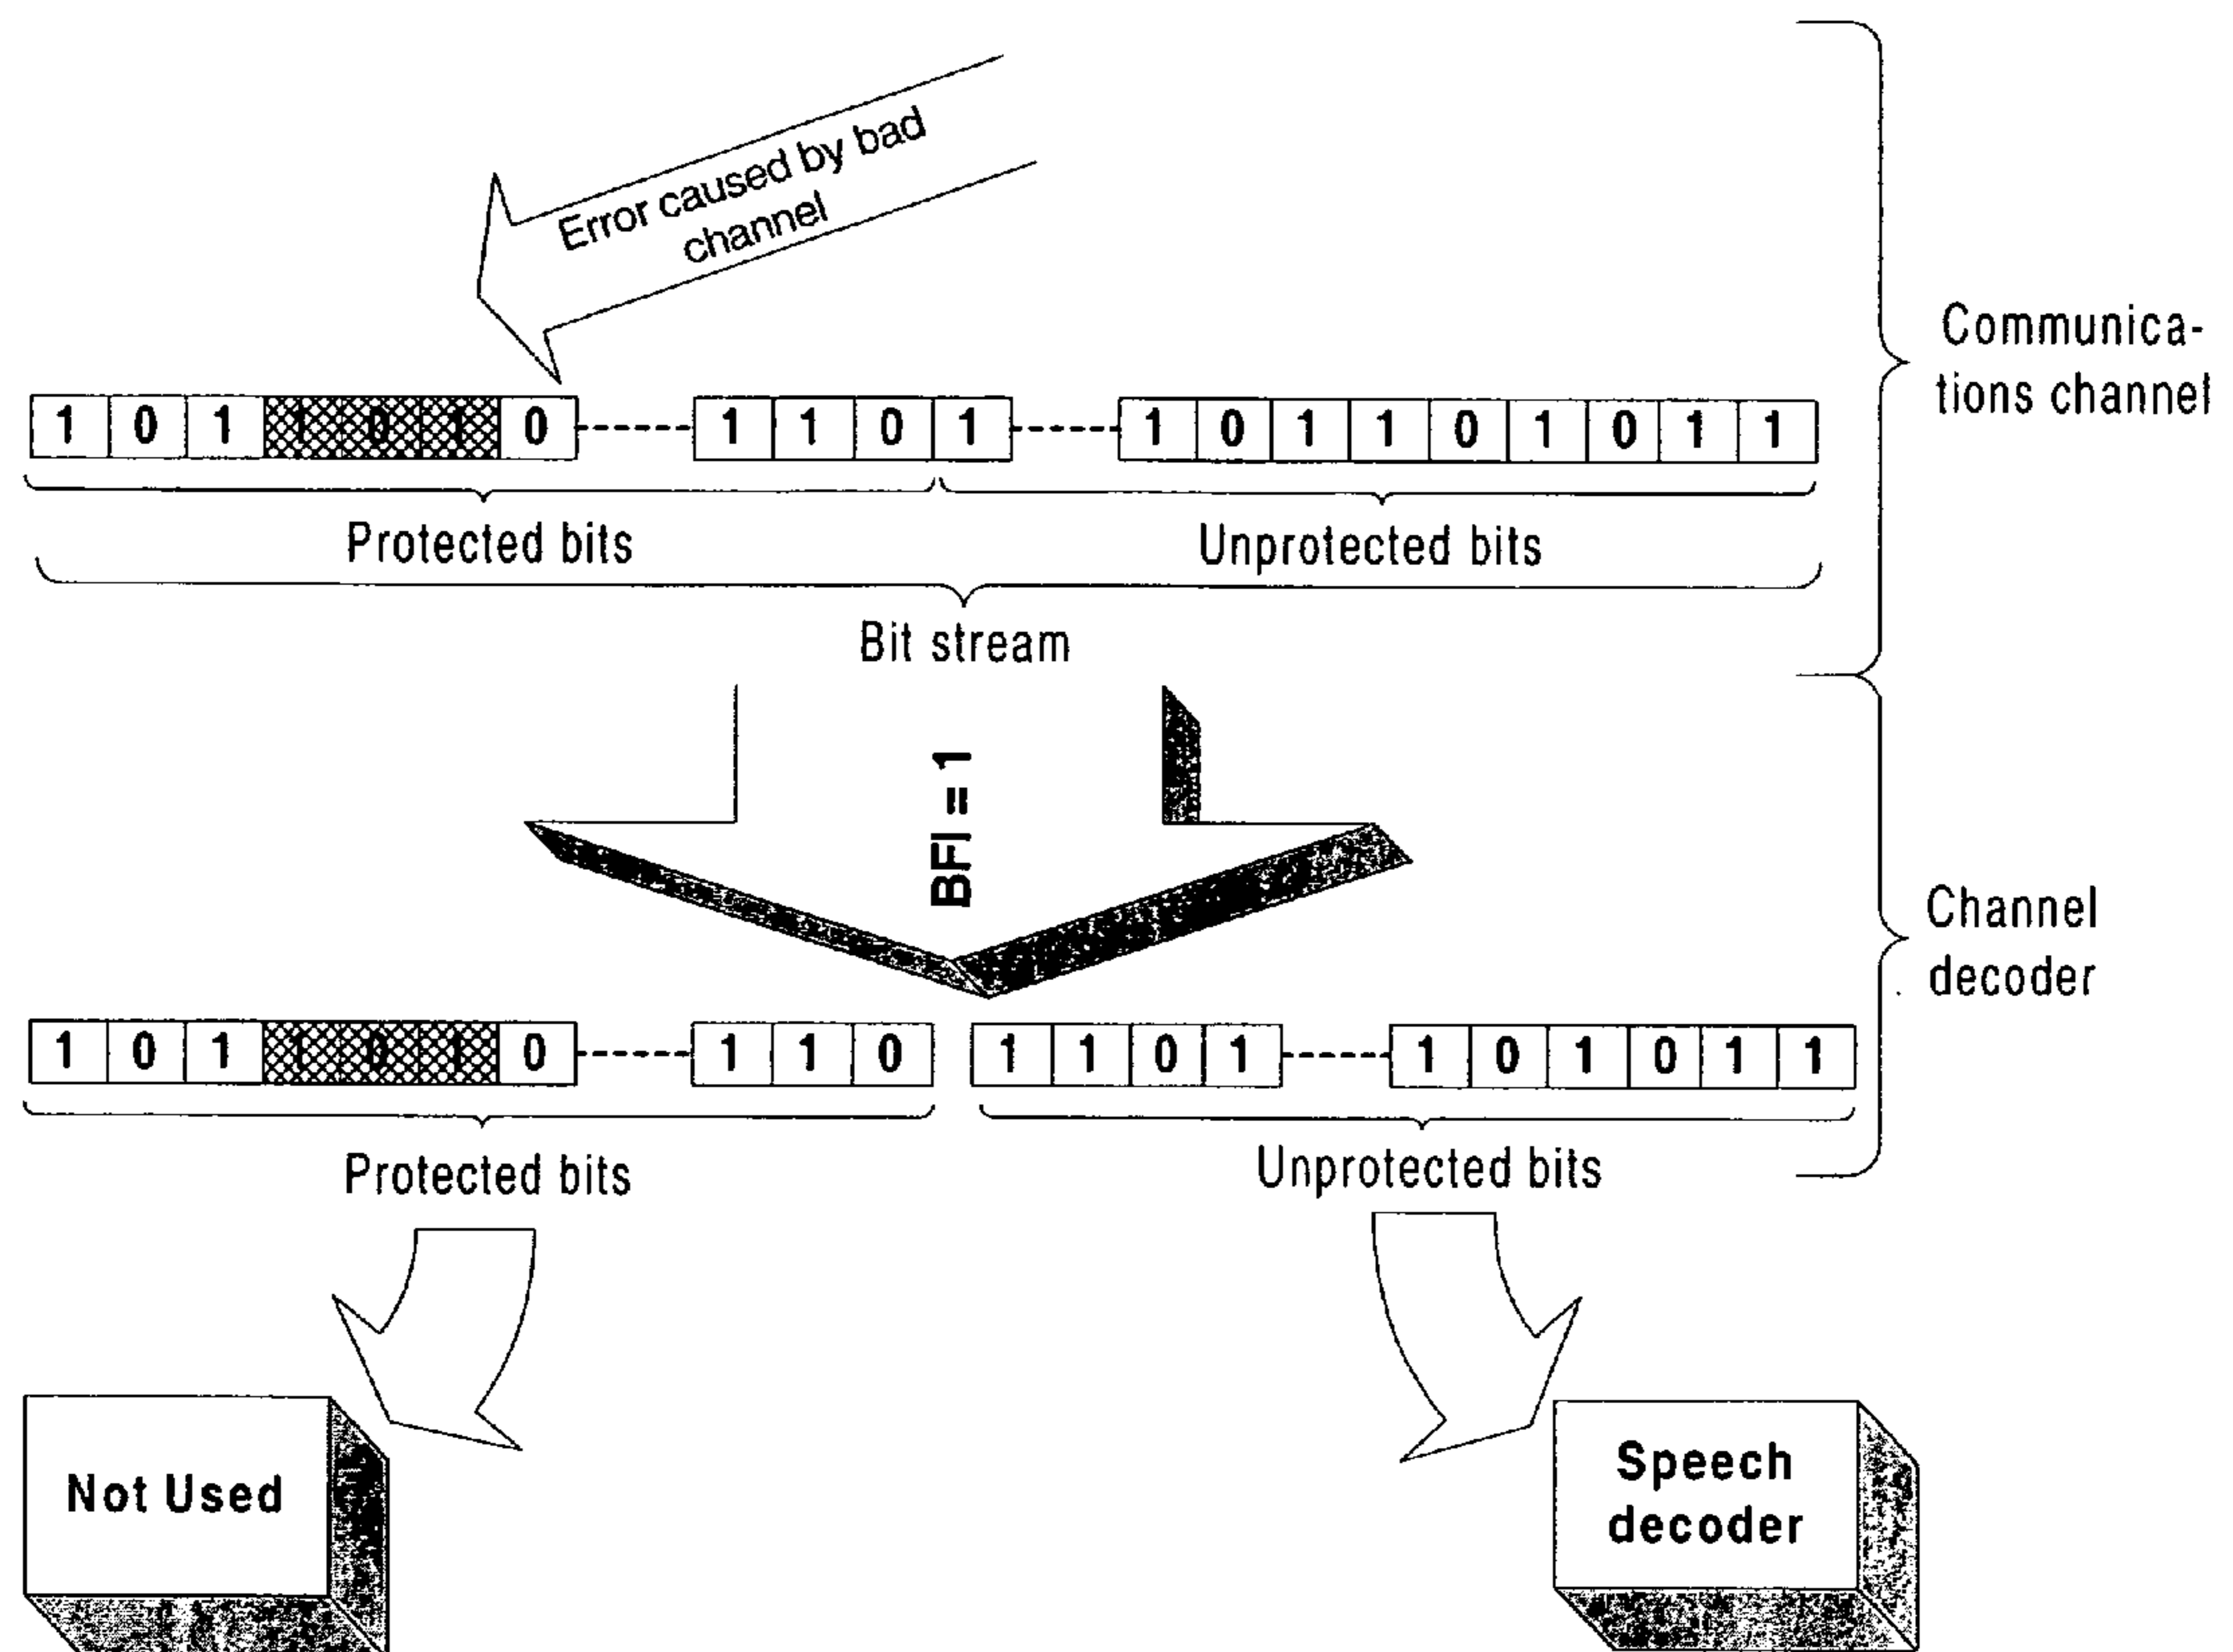 Error caused by bad
channel
Communica-
tions channel
1 0 1 1 0 1 0 1 1 0 1 1 0 1 1 0 1 0 1 1
Protected bits Unprotected bits
Bit stream
BFI = 1
Channel
decoder
1 0 1 1 0 1 0 1 1 0 1 1 0 1 1 0 1 0 1 1
Protected bits Unprotected bits
Not Used
Speech
decoder